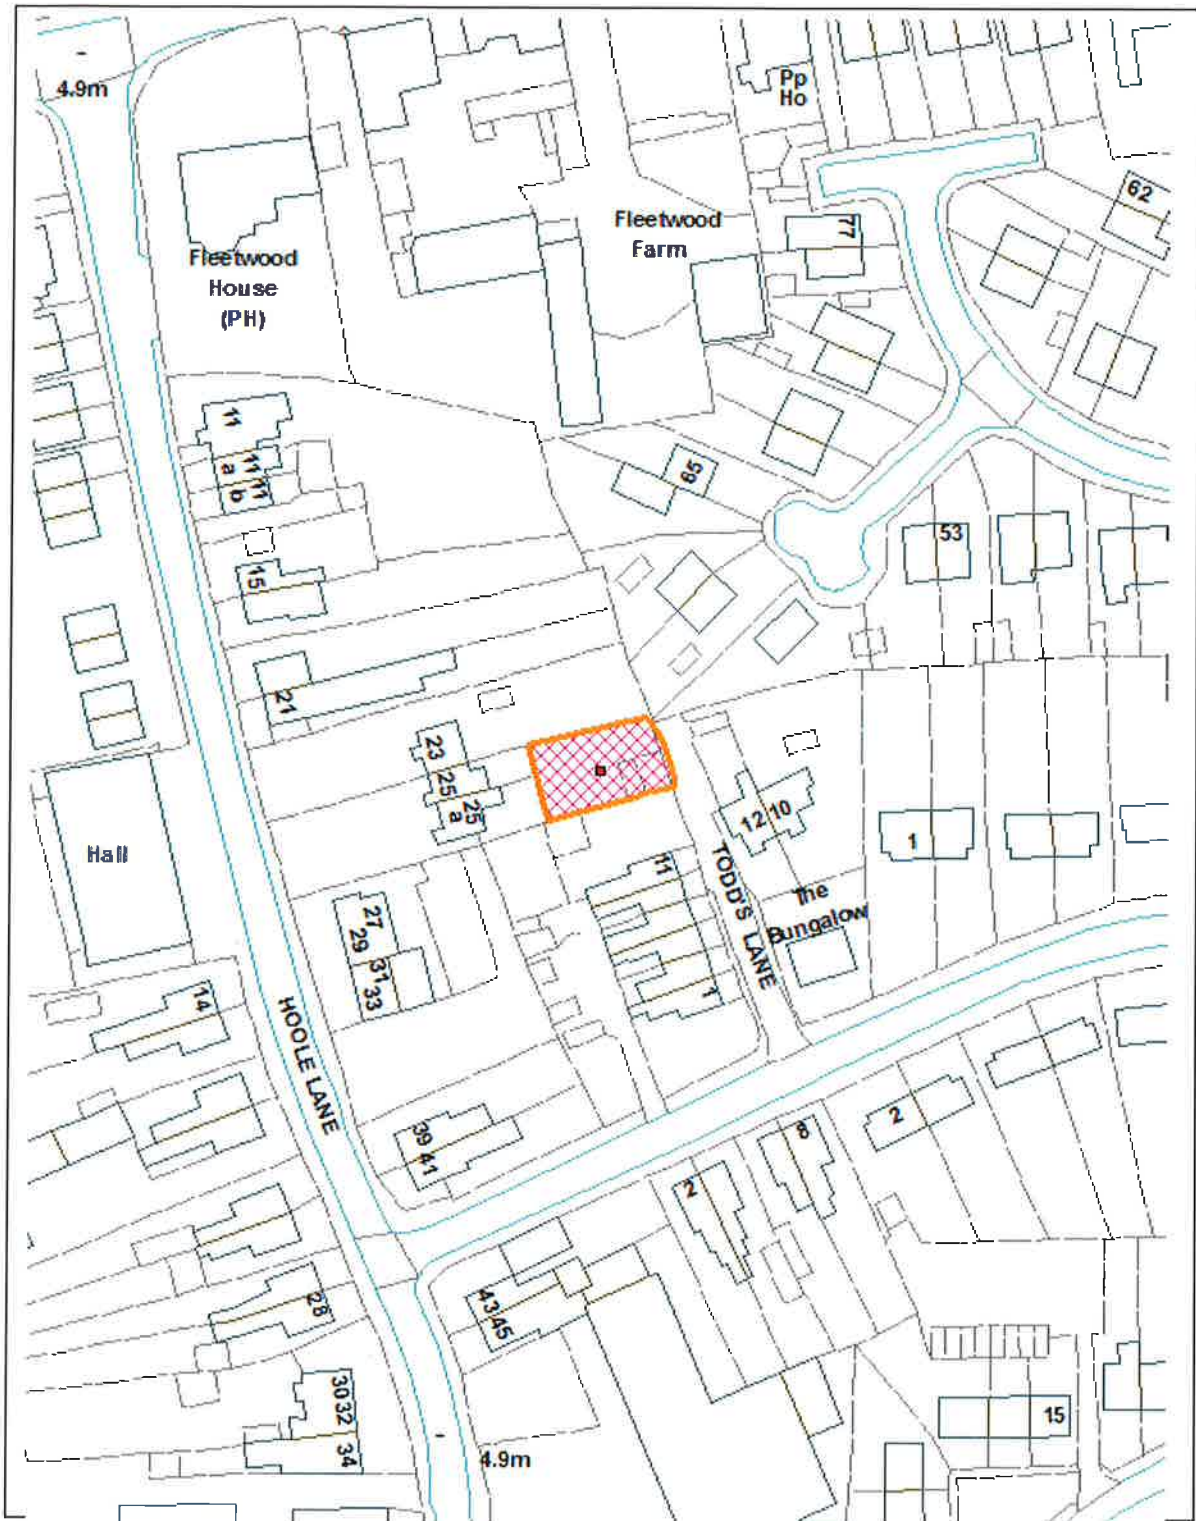 4.9m
Pp
Ho
62
Fleetwood
Farm
77
Fleetwood
House
(PH)
11
11
a
11
b
65
53
15
21
23
25
25
a
12
10
1
Hall
11
TODD'S LANE
The
Bungalow
27
29
31
33
1
14
HOOLE LANE
39
41
8
2
2
43
45
28
30
32
34
15
4.9m